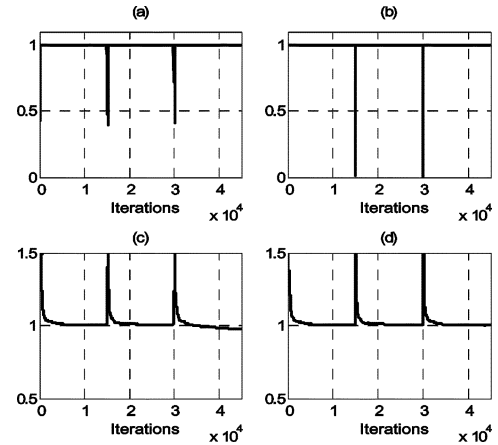 (a) (b)
1 1
0.5 0.5
0 0
0 1 2 3 4 0 1 2 3 4
Iterations Iterations
x 10^4 x 10^4
(c) (d)
1.5 1.5
1 1
0.5 0.5
0 1 2 3 4 0 1 2 3 4
Iterations Iterations
x 10^4 x 10^4